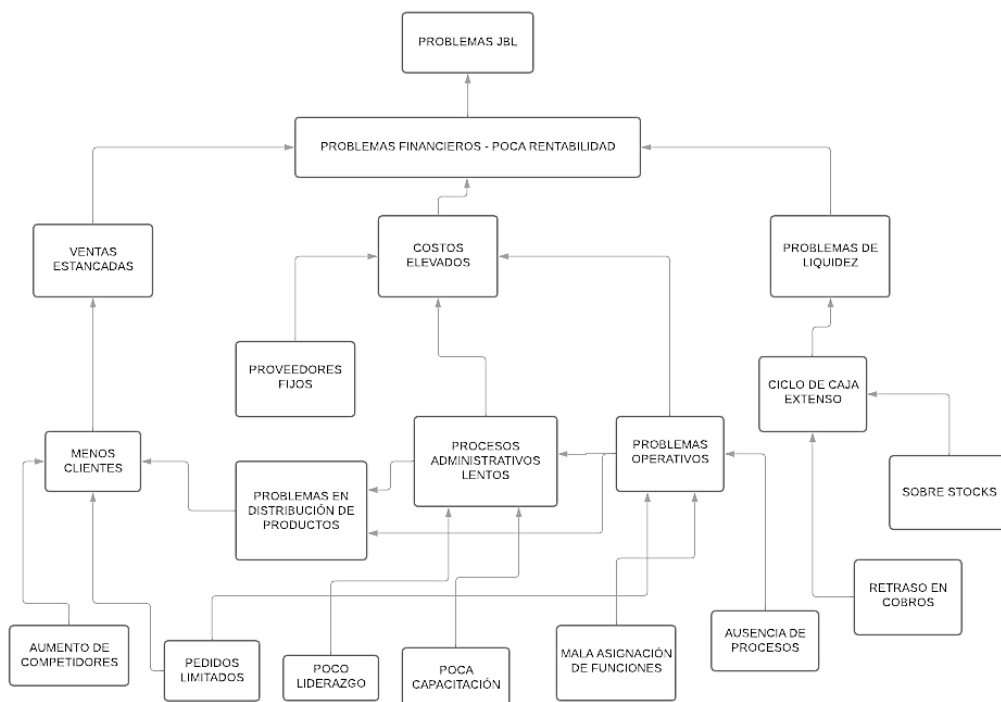 PROBLEMAS JBL
PROBLEMAS FINANCIEROS - POCA RENTABILIDAD
VENTAS
ESTANCADAS
COSTOS
ELEVADOS
PROBLEMAS DE
LIQUIDEZ
PROVEEDORES
FIJOS
CICLO DE CAJA
EXTENSO
MENOS
CLIENTES
PROBLEMAS EN
DISTRIBUCIÓN DE
PRODUCTOS
PROCESOS
ADMINISTRATIVOS
LENTOS
PROBLEMAS
OPERATIVOS
SOBRE STOCKS
RETRASO EN
COBROS
AUMENTO DE
COMPETIDORES
PEDIDOS
LIMITADOS
POCO
LIDERAZGO
POCA
CAPACITACIÓN
MALA ASIGNACIÓN
DE FUNCIONES
AUSENCIA DE
PROCESOS